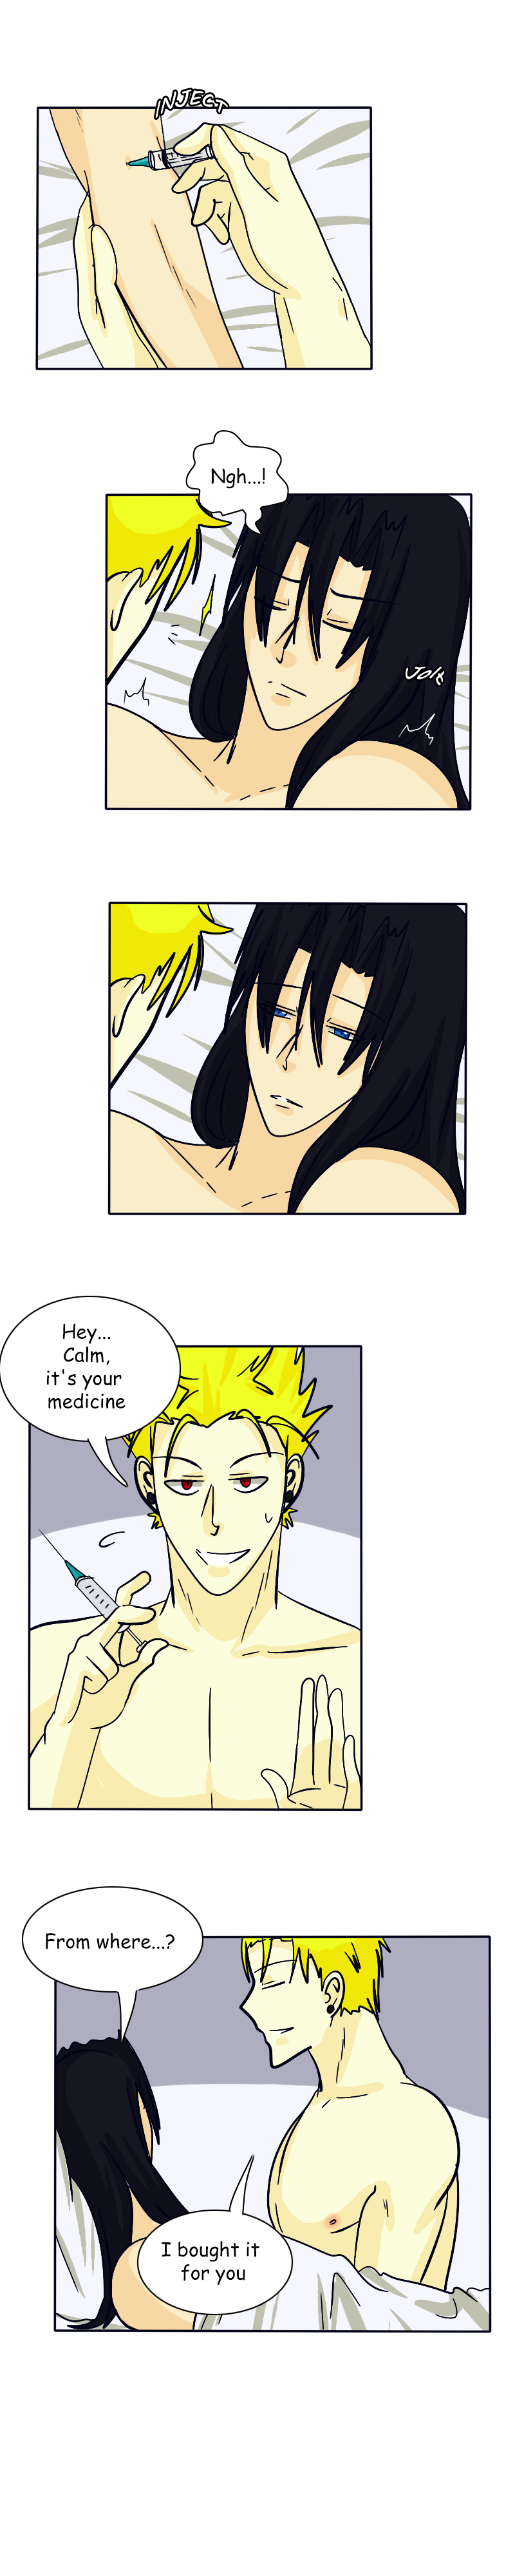 INJECT
Ngh...!
Jolt
Hey...
Calm,
it's your
medicine
From where...?
I bought it
for you